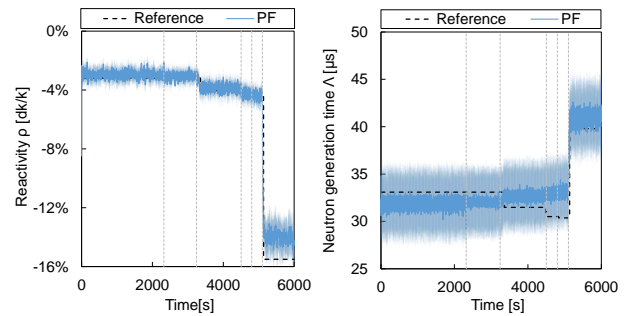 Reference PF
0%
-4%
-8%
-12%
-16%
Reactivity ρ [dk/k]
0 2000 4000 6000
Time[s]
Reference PF
50
45
40
35
30
25
Neutron generation time Λ [µs]
0 2000 4000 6000
Time [s]